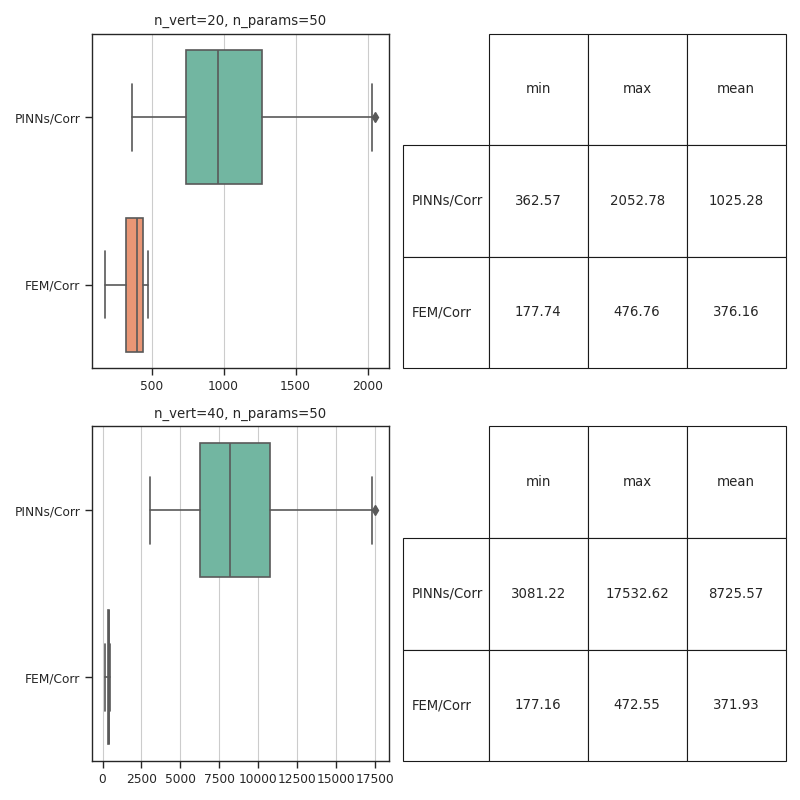 n_vert=20, n_params=50
PINNs/Corr
FEM/Corr
500 1000 1500 2000
min max mean
PINNs/Corr 362.57 2052.78 1025.28
FEM/Corr 177.74 476.76 376.16
n_vert=40, n_params=50
PINNs/Corr
FEM/Corr
0 2500 5000 7500 10000 12500 15000 17500
min max mean
PINNs/Corr 3081.22 17532.62 8725.57
FEM/Corr 177.16 472.55 371.93